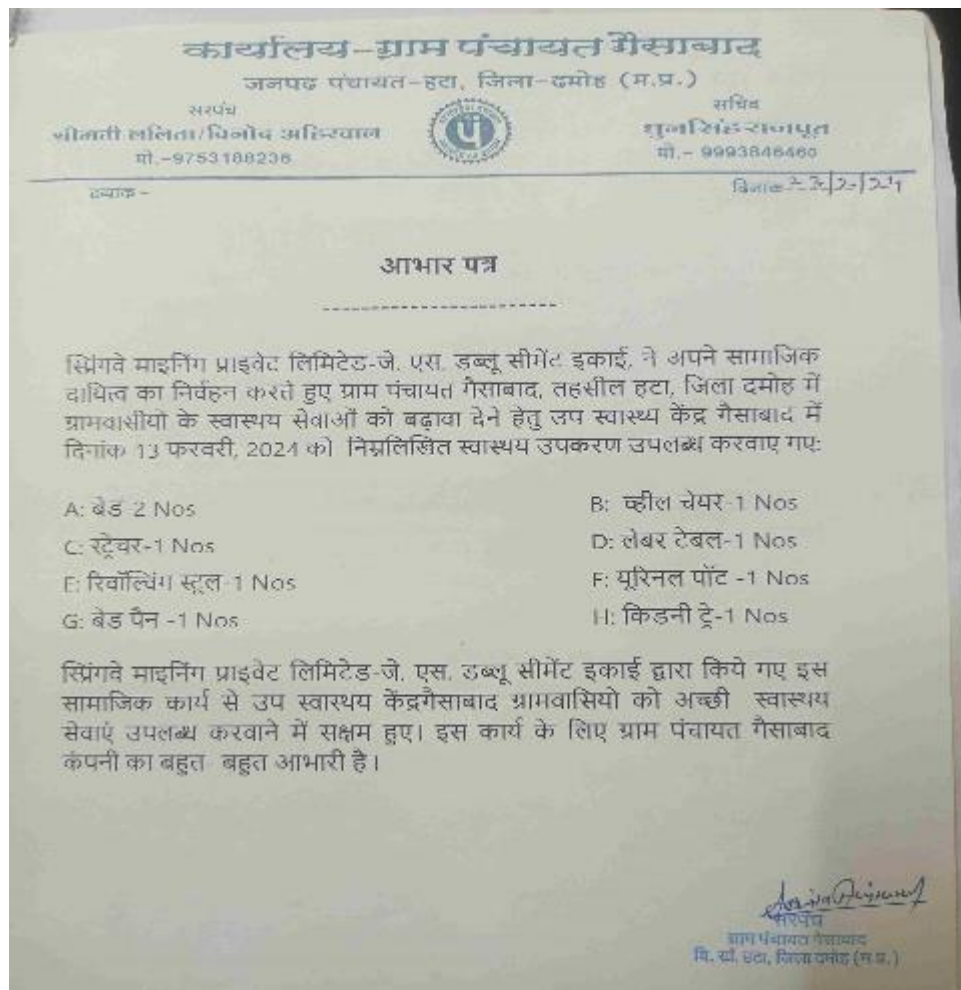 कार्यालय-ग्राम पंचायत गैसाबाद
जनपद पंचायत-हटा, जिला-दमोह (म.प्र.)
सरपंच
श्रीमती ललिता/विनोद अहिरवाल
मो.-9753188236
पं
सचिव
राजपूत
मो.- 9993846460
क्रमांक -
दिनांक
आभार पत्र
------------------------
स्प्रिंगवे माइनिंग प्राइवेट लिमिटेड-जे. एस. डब्लू सीमेंट इकाई, ने अपने सामाजिक
दायित्व का निर्वहन करते हुए ग्राम पंचायत गैसाबाद, तहसील हटा, जिला दमोह में
ग्रामवासीयो के स्वास्थय सेवाओं को बढ़ावा देने हेतु उप स्वास्थ्य केंद्र गैसाबाद में
दिनांक 13 फरवरी, 2024 को निम्नलिखित स्वास्थय उपकरण उपलब्ध करवाए गए:
A: बेड-2 Nos
B: व्हील चेयर-1 Nos
C: स्ट्रेचर-1 Nos
D: लेबर टेबल-1 Nos
E: रिवॉल्विंग स्टूल-1 Nos
F: यूरिनल पॉट -1 Nos
G: बेड पैन -1 Nos
H: किडनी ट्रे-1 Nos
स्प्रिंगवे माइनिंग प्राइवेट लिमिटेड-जे. एस. डब्लू सीमेंट इकाई द्वारा किये गए इस
सामाजिक कार्य से उप स्वास्थय केंद्रगैसाबाद ग्रामवासियो को अच्छी स्वास्थय
सेवाएं उपलब्ध करवाने में सक्षम हुए। इस कार्य के लिए ग्राम पंचायत गैसाबाद
कंपनी का बहुत- बहुत आभारी है।
सरपंच
ग्राम पंचायत गैसाबाद
वि. खं. हटा, जिला दमोह (म.प्र.)